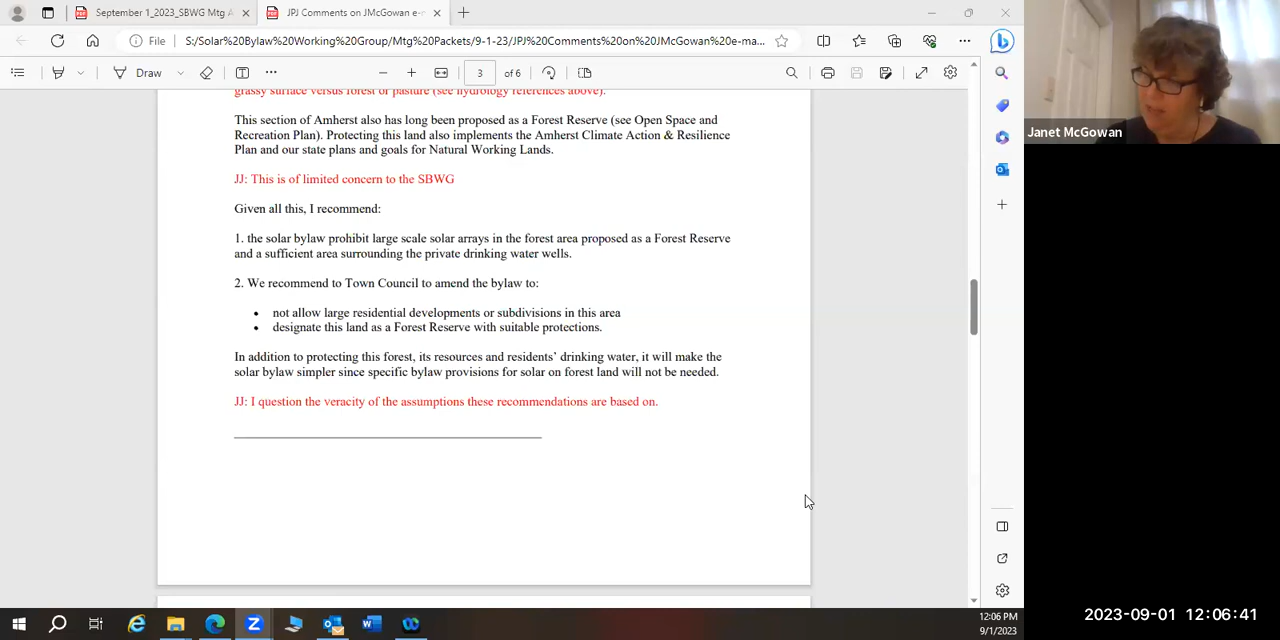 September 1_2023_SBWG Mtg A
JPJ Comments on JMcGowan e-m
File
S:/Solar%20Bylaw%20Working%20Group/Mtg%20Packets/9-1-23/JPJ%20Comments%20on%20JMcGowan%20e-ma...
Draw
3 of 6
grassy surface versus forest or pasture (see hydrology references above).
This section of Amherst also has long been proposed as a Forest Reserve (see Open Space and
Recreation Plan). Protecting this land also implements the Amherst Climate Action & Resilience
Plan and our state plans and goals for Natural Working Lands.
JJ: This is of limited concern to the SBWG
Given all this, I recommend:
1. the solar bylaw prohibit large scale solar arrays in the forest area proposed as a Forest Reserve
and a sufficient area surrounding the private drinking water wells.
2. We recommend to Town Council to amend the bylaw to:
• not allow large residential developments or subdivisions in this area
• designate this land as a Forest Reserve with suitable protections.
In addition to protecting this forest, its resources and residents' drinking water, it will make the
solar bylaw simpler since specific bylaw provisions for solar on forest land will not be needed.
JJ: I question the veracity of the assumptions these recommendations are based on.
Janet McGowan
12:06 PM
9/1/2023
2023-09-01 12:06:41